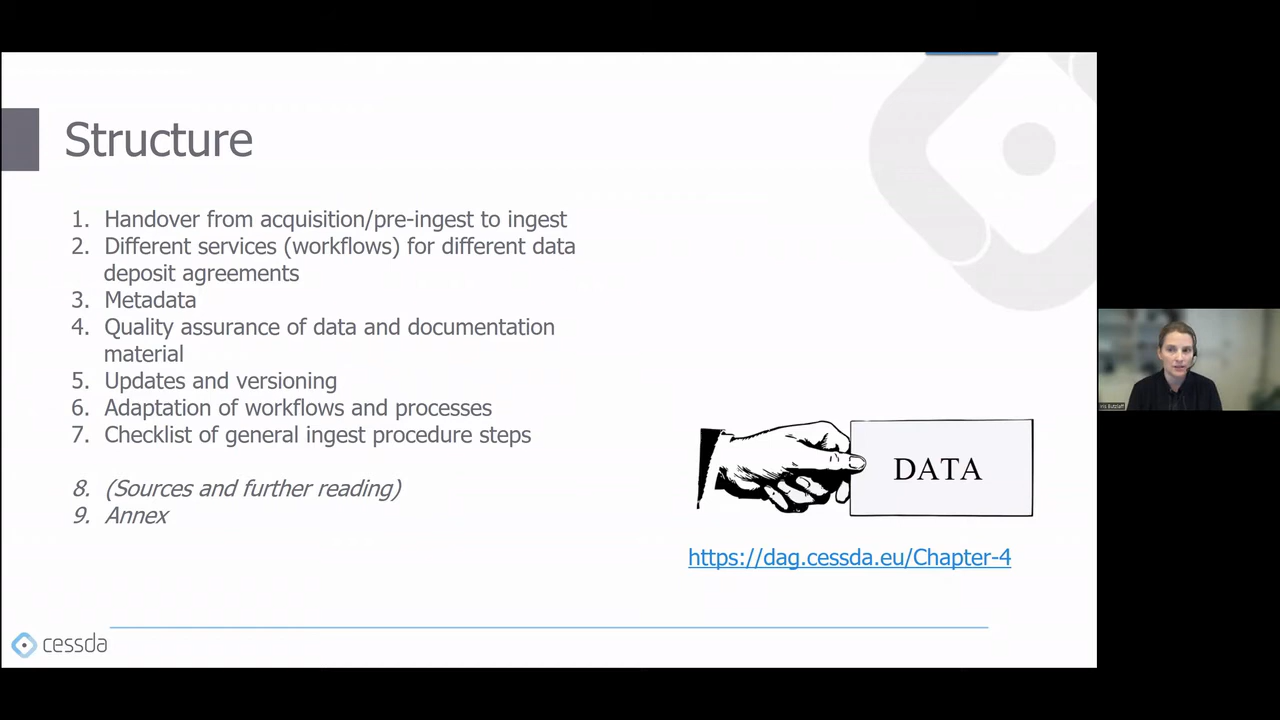 Structure
1. Handover from acquisition/pre-ingest to ingest
2. Different services (workflows) for different data
deposit agreements
3. Metadata
4. Quality assurance of data and documentation
material
5. Updates and versioning
6. Adaptation of workflows and processes
7. Checklist of general ingest procedure steps
8. (Sources and further reading)
9. Annex
DATA
https://dag.cessda.eu/Chapter-4
cessda